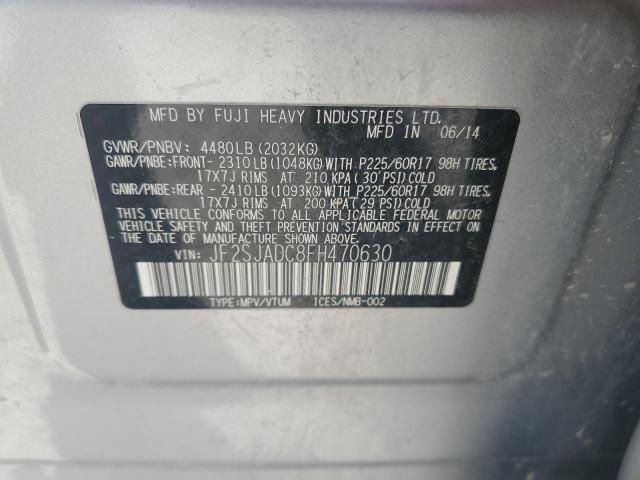 MFD BY FUJI HEAVY INDUSTRIES LTD.
MFD IN 06/14
GVWR/PNBV: 4480LB (2032KG)
GAWR/PNBE:FRONT- 2310LB (1048KG)WITH P225/60R17 98H TIRES,
17X7J RIMS AT 210 KPA (30 PSI)COLD
GAWR/PNBE:REAR - 2410LB (1093KG)WITH P225/60R17 98H TIRES,
17X7J RIMS AT 200 KPA (29 PSI)COLD
THIS VEHICLE CONFORMS TO ALL APPLICABLE FEDERAL MOTOR
VEHICLE SAFETY AND BUMPER STANDARDS IN EFFECT ON
THE DATE OF MANUFACTURE SHOWN ABOVE.
VIN: JF2SJADC8FH470630
TYPE:MPV/VTUM ICES/NMB-002